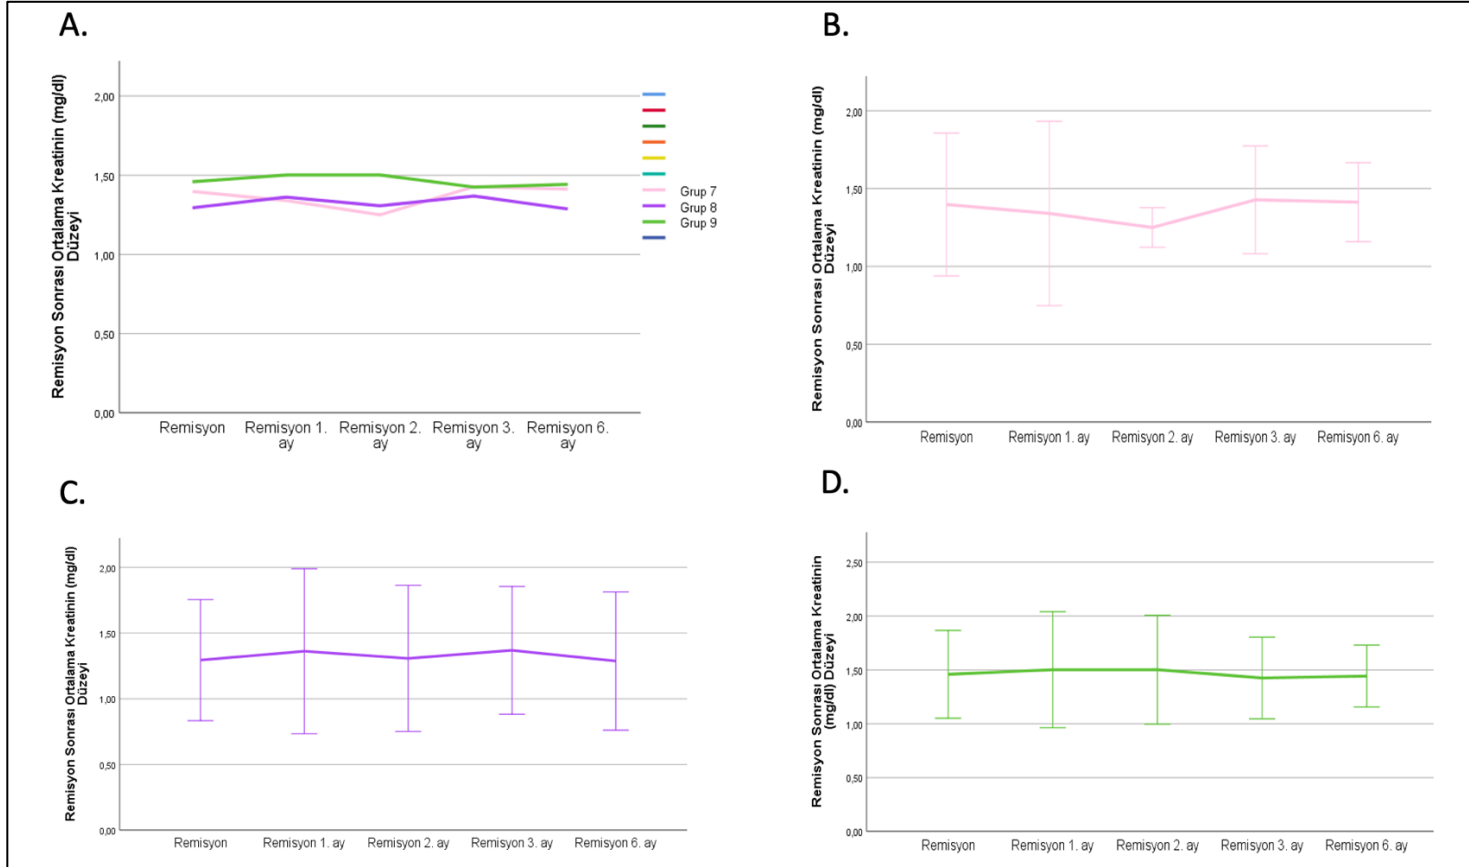 A.
Remisyon Sonrası Ortalama Kreatinin (mg/dl)
Düzeyi
2,00
1,50
1,00
0,50
0,00
Remisyon
Remisyon 1.
ay
Remisyon 2.
ay
Remisyon 3.
ay
Remisyon 6.
ay
Grup 7
Grup 8
Grup 9
B.
Remisyon Sonrası Ortalama Kreatinin (mg/dl)
Düzeyi
2,00
1,50
1,00
0,50
0,00
Remisyon
Remisyon 1. ay
Remisyon 2. ay
Remisyon 3. ay
Remisyon 6. ay
C.
Remisyon Sonrası Ortalama Kreatinin (mg/dl)
Düzeyi
2,00
1,50
1,00
0,50
0,00
Remisyon
Remisyon 1. ay
Remisyon 2. ay
Remisyon 3. ay
Remisyon 6. ay
D.
Remisyon Sonrası Ortalama Kreatinin
(mg/dl) Düzeyi
2,50
2,00
1,50
1,00
0,50
0,00
Remisyon
Remisyon 1. ay
Remisyon 2. ay
Remisyon 3. ay
Remisyon 6. ay